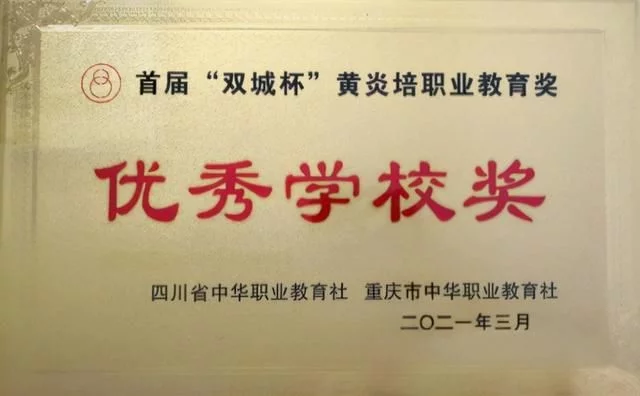 首届“双城杯”黄炎培职业教育奖
优秀学校奖
四川省中华职业教育社 重庆市中华职业教育社
二〇二一年三月